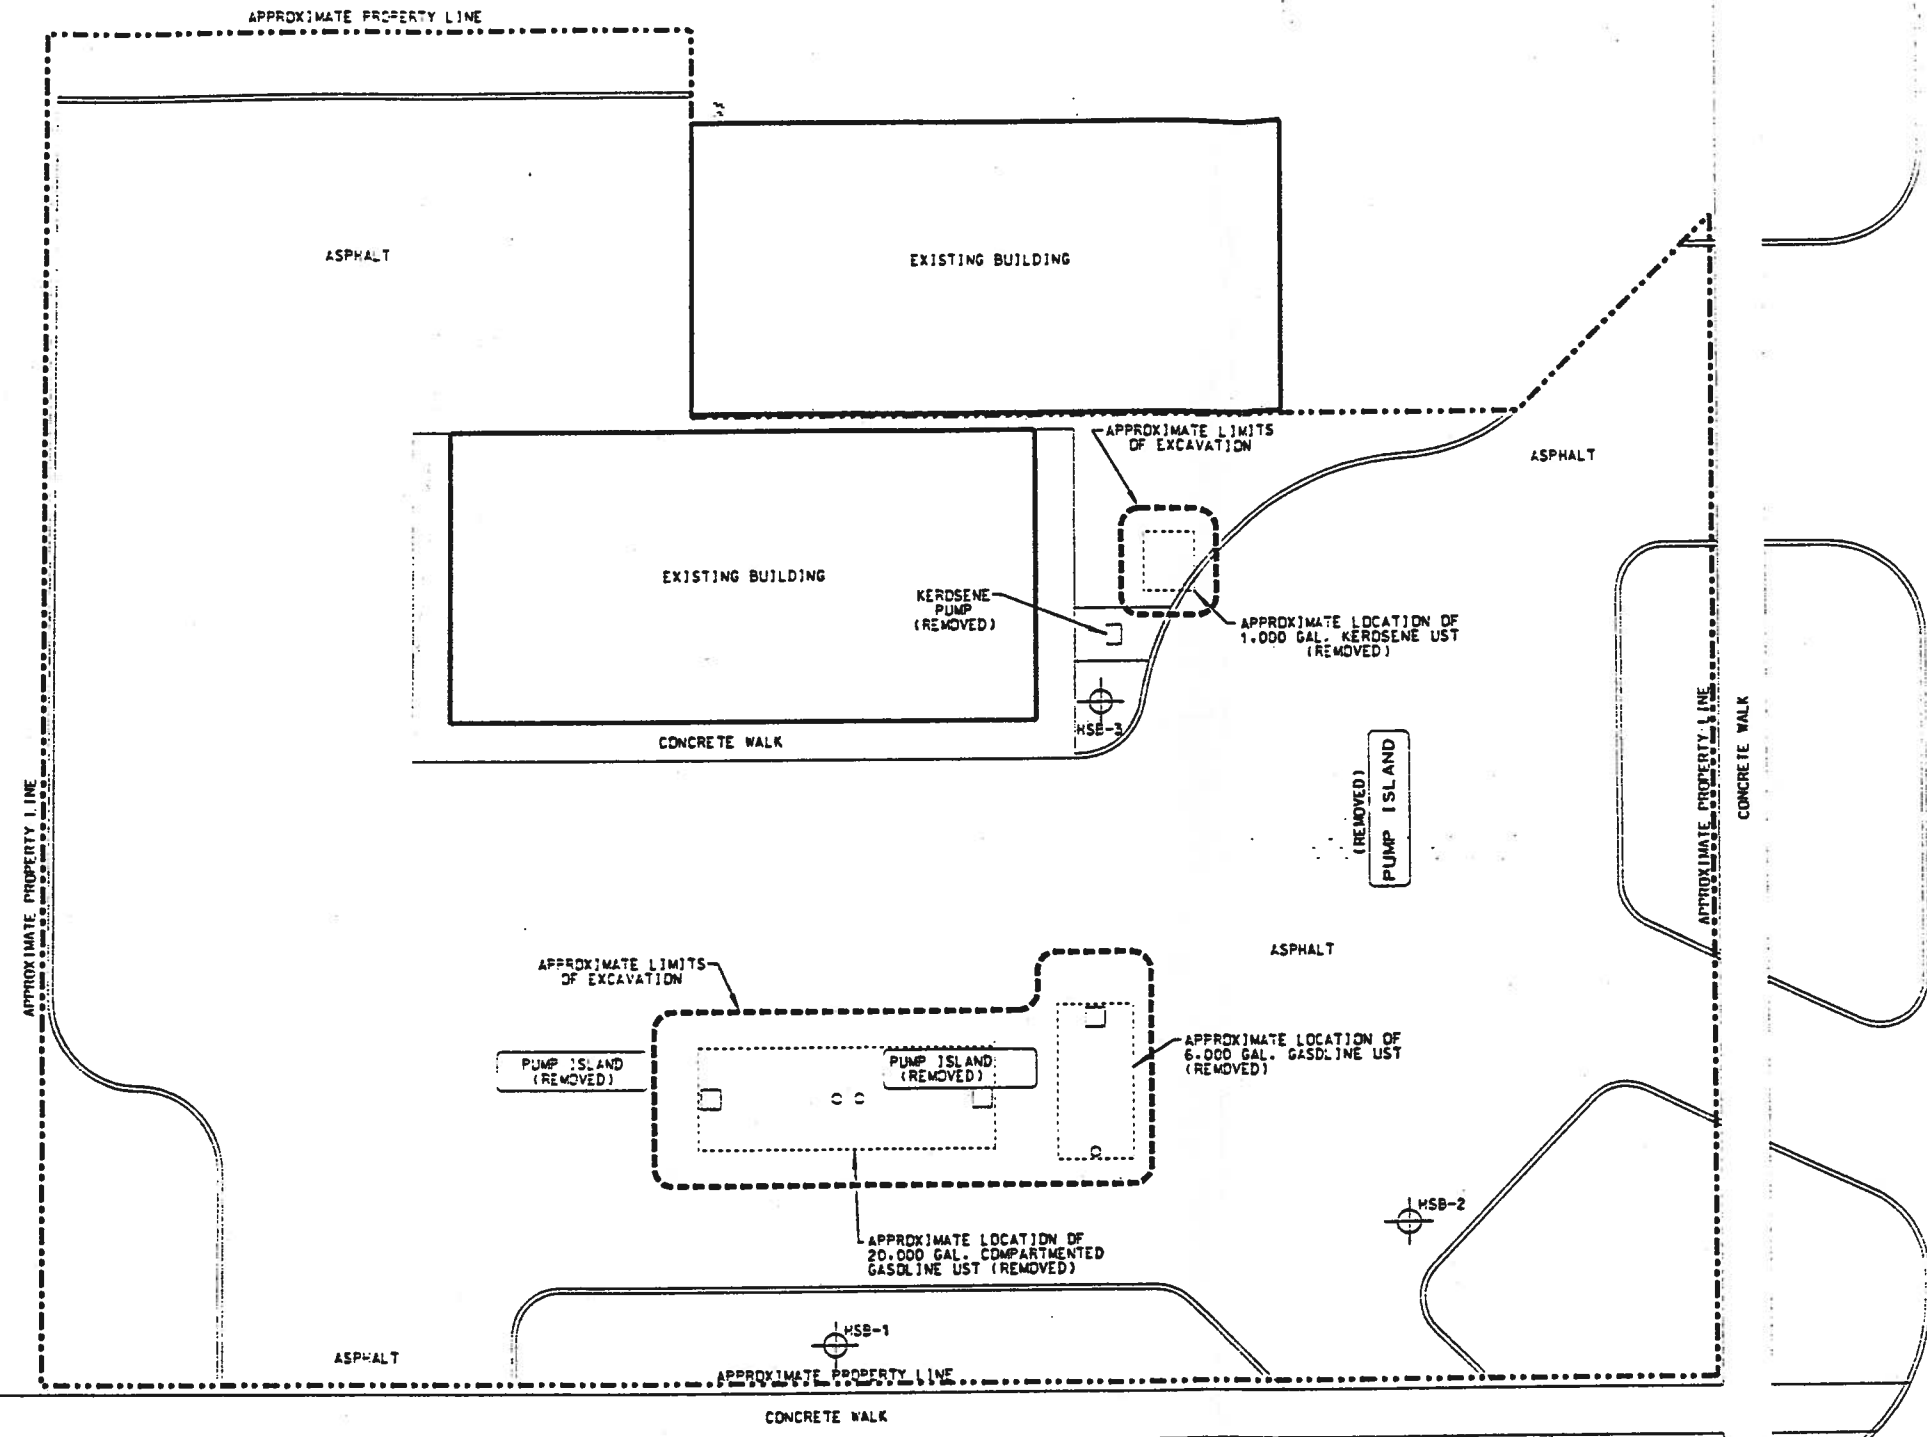 APPROXIMATE PROPERTY LINE
ASPHALT
EXISTING BUILDING
APPROXIMATE LIMITS
OF EXCAVATION
ASPHALT
EXISTING BUILDING
KEROSENE
PUMP
(REMOVED)
APPROXIMATE LOCATION OF
1,000 GAL. KEROSENE UST
(REMOVED)
HSB-3
CONCRETE WALK
(REMOVED)
PUMP ISLAND
APPROXIMATE PROPERTY LINE
CONCRETE WALK
APPROXIMATE PROPERTY LINE
APPROXIMATE LIMITS
OF EXCAVATION
ASPHALT
PUMP ISLAND
(REMOVED)
PUMP ISLAND
(REMOVED)
APPROXIMATE LOCATION OF
6,000 GAL. GASOLINE UST
(REMOVED)
HSB-2
APPROXIMATE LOCATION OF
20,000 GAL. COMPARTMENTED
GASOLINE UST (REMOVED)
HSB-1
ASPHALT
APPROXIMATE PROPERTY LINE
CONCRETE WALK